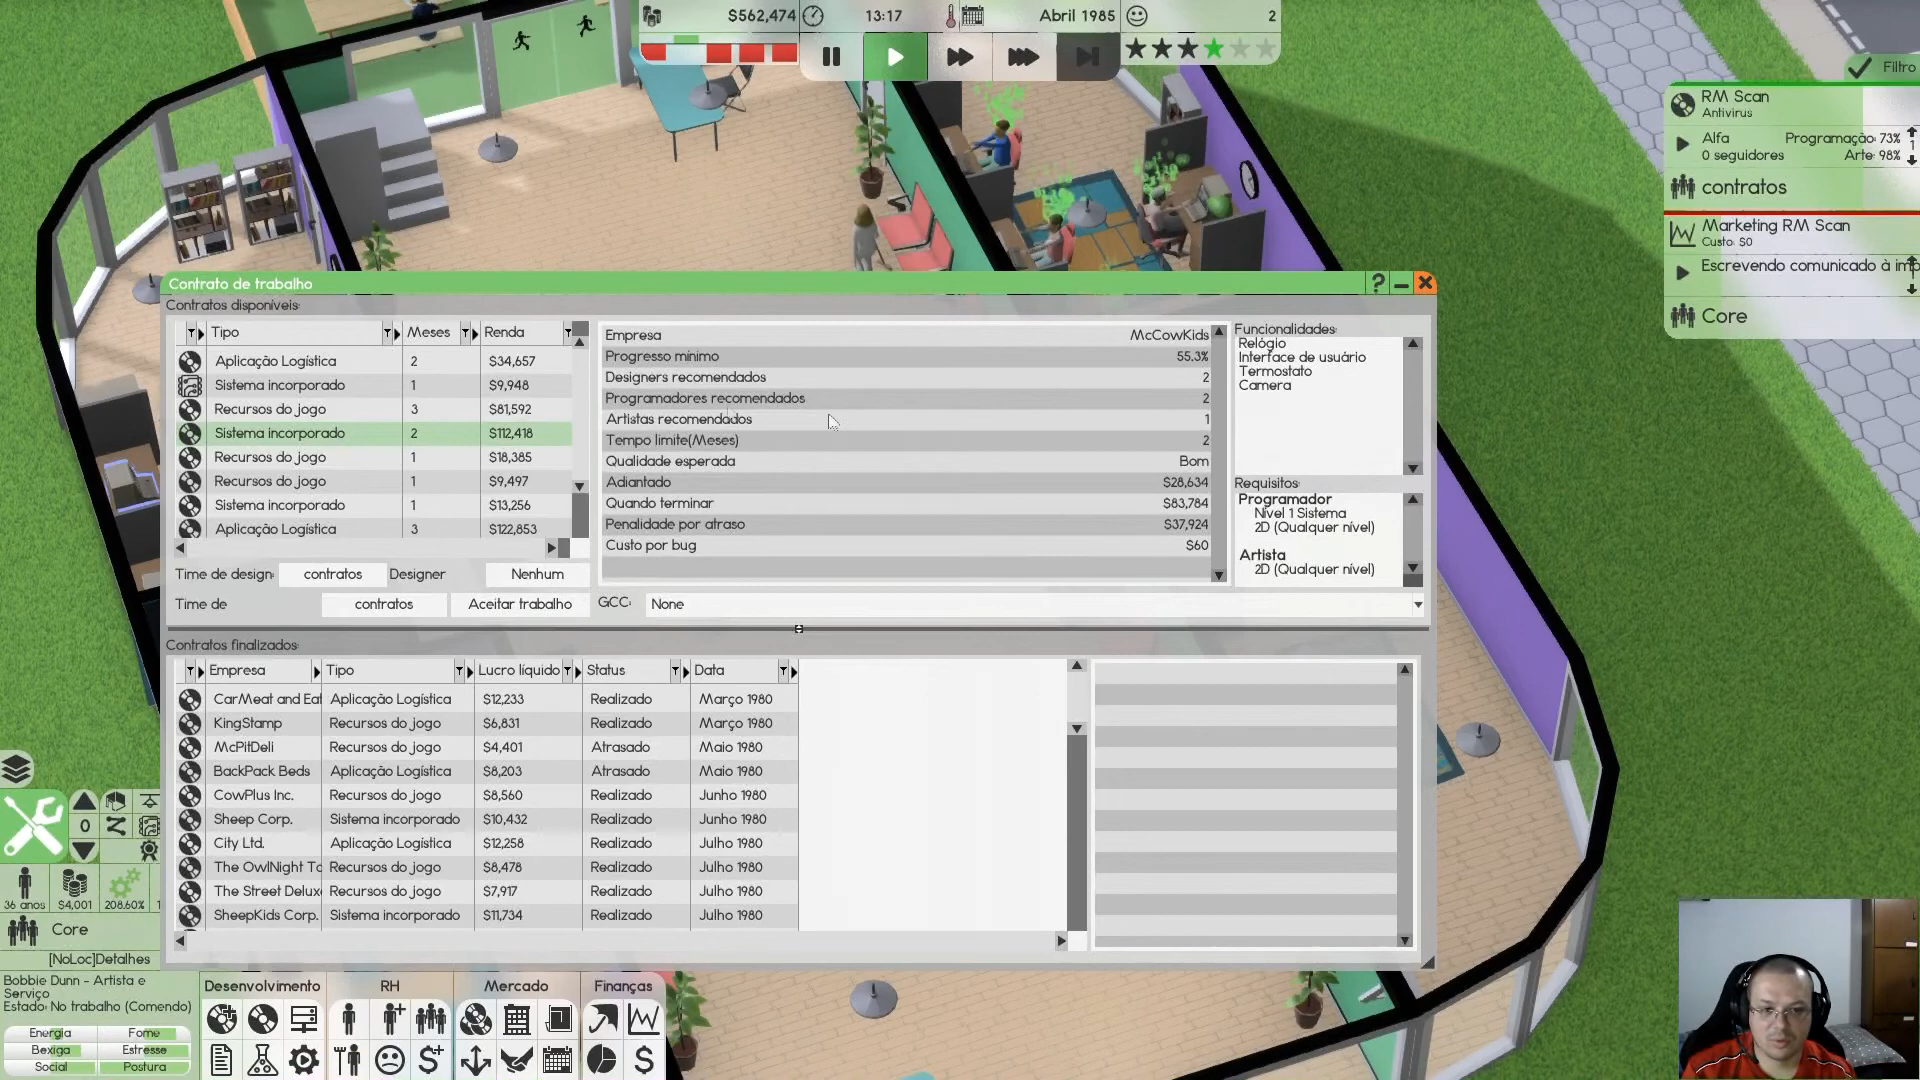 $562,474
13:17
Abril 1985
2
Filtro
RM Scan
Antivirus
Alfa
Programação: 73%
0 seguidores
Arte: 98%
1
contratos
Marketing RM Scan
Custo: $0
Escrevendo comunicado à imp
Core
Contrato de trabalho
?
Contratos disponíveis:
Tipo
Meses
Renda
Aplicação Logística 2 $34,657
Sistema incorporado 1 $9,948
Recursos do jogo 3 $81,592
Sistema incorporado 2 $112,418
Recursos do jogo 1 $18,385
Recursos do jogo 1 $9,497
Sistema incorporado 1 $13,256
Aplicação Logística 3 $122,853
Empresa McCowKids
Progresso mínimo 55.3%
Designers recomendados 2
Programadores recomendados 2
Artistas recomendados 1
Tempo limite(Meses) 2
Qualidade esperada Bom
Adiantado $28,634
Quando terminar $83,784
Penalidade por atraso $37,924
Custo por bug $60
Funcionalidades:
Relógio
Interface de usuário
Termostato
Camera
Requisitos:
Programador
Nível 1 Sistema
2D (Qualquer nível)
Artista
2D (Qualquer nível)
Time de design: contratos Designer Nenhum
Time de contratos Aceitar trabalho GCC: None
Contratos finalizados:
Empresa Tipo Lucro líquido Status Data
CarMeat and Eat Aplicação Logística $12,233 Realizado Março 1980
KingStamp Recursos do jogo $6,831 Realizado Março 1980
McPitDeli Recursos do jogo $4,401 Atrasado Maio 1980
BackPack Beds Aplicação Logística $8,203 Atrasado Maio 1980
CowPlus Inc. Recursos do jogo $8,560 Realizado Junho 1980
Sheep Corp. Sistema incorporado $10,432 Realizado Junho 1980
City Ltd. Aplicação Logística $12,258 Realizado Julho 1980
The OwlNight Tc Recursos do jogo $8,478 Realizado Julho 1980
The Street Deluxe Recursos do jogo $7,917 Realizado Julho 1980
SheepKids Corp. Sistema incorporado $11,734 Realizado Julho 1980
0
36 anos $4,001 208.60%
Core
[NoLoc]Detalhes
Bobbie Dunn - Artista e
Serviço
Estado: No trabalho (Comendo)
Energia Fome
Bexiga Estresse
Social Postura
Desenvolvimento
RH
Mercado
Finanças